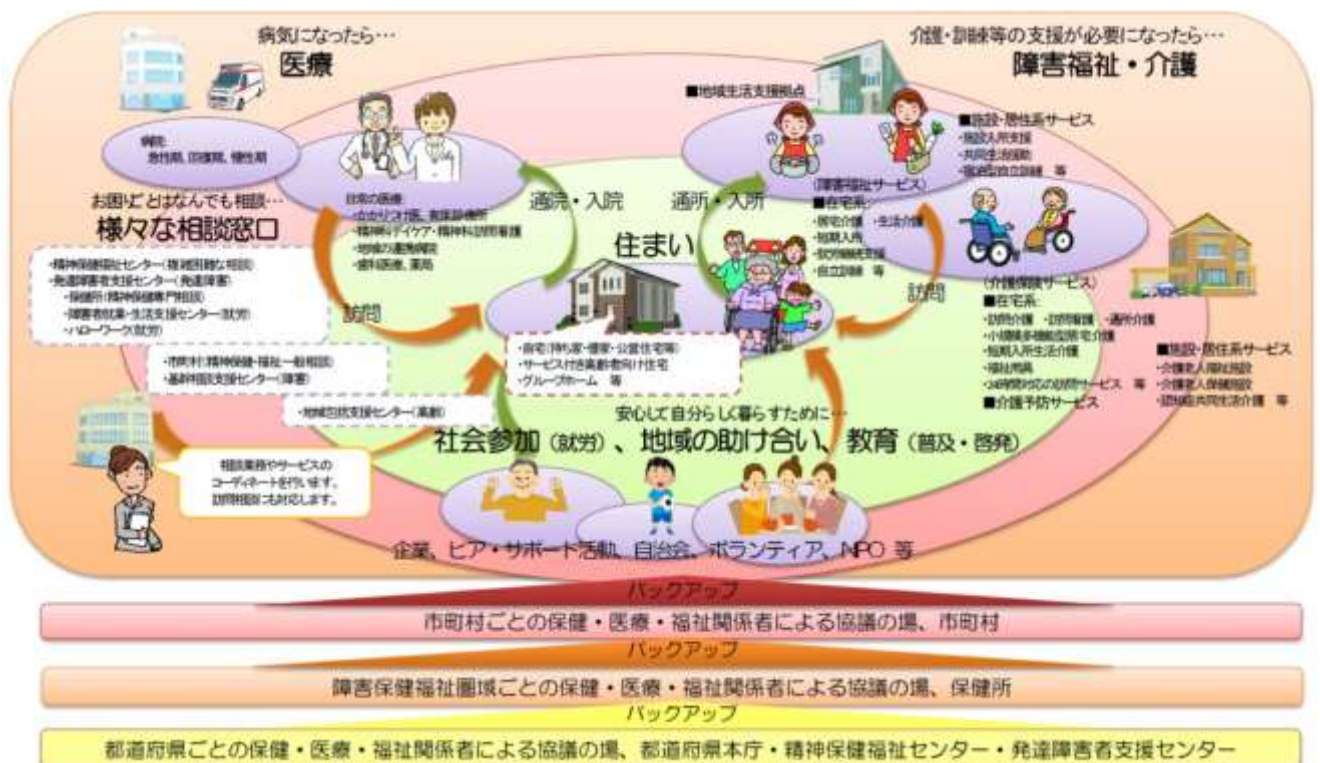 病気になったら…
医療
病院:
急性期、回復期、慢性期
日常の医療:
・かかりつけ医、有床診療所
・精神科デイケア・精神科訪問看護
・地域の連携病院
・歯科医療、薬局
介護・訓練等の支援が必要になったら…
障害福祉・介護
■地域生活支援拠点
■施設・居住系サービス
・施設入所支援
・共同生活援助
・宿泊型自立訓練 等
(障害福祉サービス)
■在宅系:
・居宅介護 ・生活介護
・短期入所
・就労継続支援
・自立訓練 等
(介護保険サービス)
■在宅系:
・訪問介護 ・訪問看護 ・通所介護
・小規模多機能型居宅介護
・短期入所生活介護
・福祉用具
・24時間対応の訪問サービス 等
■介護予防サービス
■施設・居住系サービス
・介護老人福祉施設
・介護老人保健施設
・認知症共同生活介護 等
お困りごとはなんでも相談…
様々な相談窓口
・精神保健福祉センター(複雑困難な相談)
・発達障害者支援センター(発達障害)
・保健所(精神保健専門相談)
・障害者就業・生活支援センター(就労)
・ハローワーク(就労)
・市町村(精神保健・福祉一般相談)
・基幹相談支援センター(障害)
・地域包括支援センター(高齢)
通院・入院
通所・入所
訪問
訪問
住まい
・自宅(持ち家・借家・公営住宅等)
・サービス付き高齢者向け住宅
・グループホーム 等
相談業務やサービスの
コーディネートを行います。
訪問相談にも対応します。
安心して自分らしく暮らすために…
社会参加(就労)、地域の助け合い、教育(普及・啓発)
企業、ピア・サポート活動、自治会、ボランティア、NPO 等
バックアップ
市町村ごとの保健・医療・福祉関係者による協議の場、市町村
バックアップ
障害保健福祉圏域ごとの保健・医療・福祉関係者による協議の場、保健所
バックアップ
都道府県ごとの保健・医療・福祉関係者による協議の場、都道府県本庁・精神保健福祉センター・発達障害者支援センター